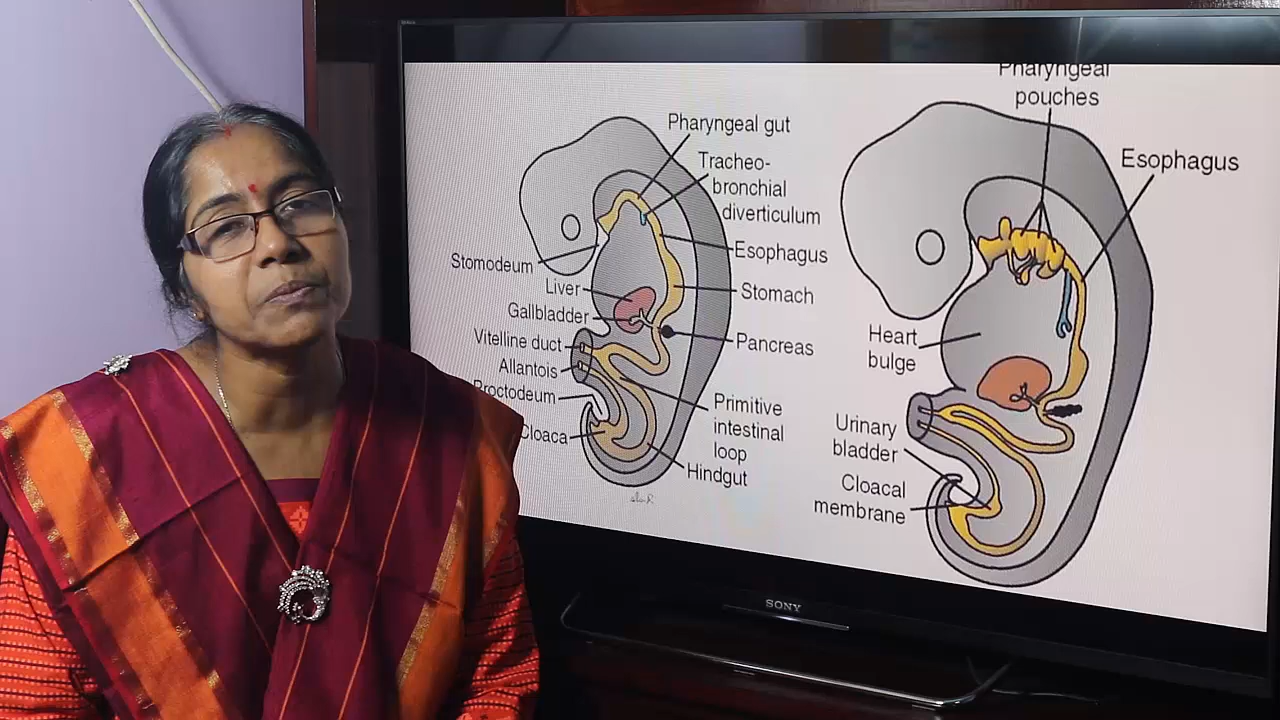 Pharyngeal gut
Tracheo-
bronchial
diverticulum
Esophagus
Stomach
Pancreas
Primitive
intestinal
loop
Hindgut
Stomodeum
Liver
Gallbladder
Vitelline duct
Allantois
Proctodeum
Cloaca
Pharyngeal
pouches
Esophagus
Heart
bulge
Urinary
bladder
Cloacal
membrane
SONY